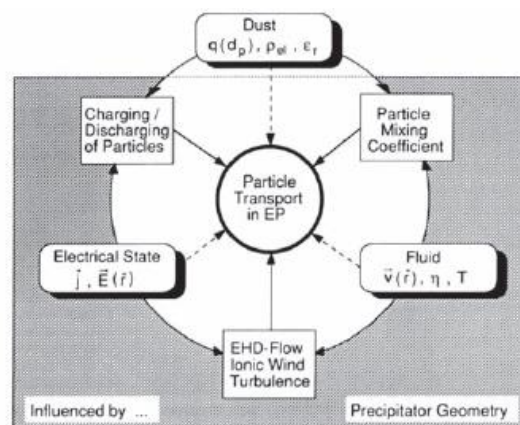 Dust
q(dₚ), ρₑₗ, εᵣ
Charging /
Discharging
of Particles
Particle
Mixing
Coefficient
Particle
Transport
in EP
Electrical State
j⃗, E⃗(r⃗)
Fluid
v⃗(r⃗), η, T
EHD-Flow
Ionic Wind
Turbulence
Influenced by ...
Precipitator Geometry